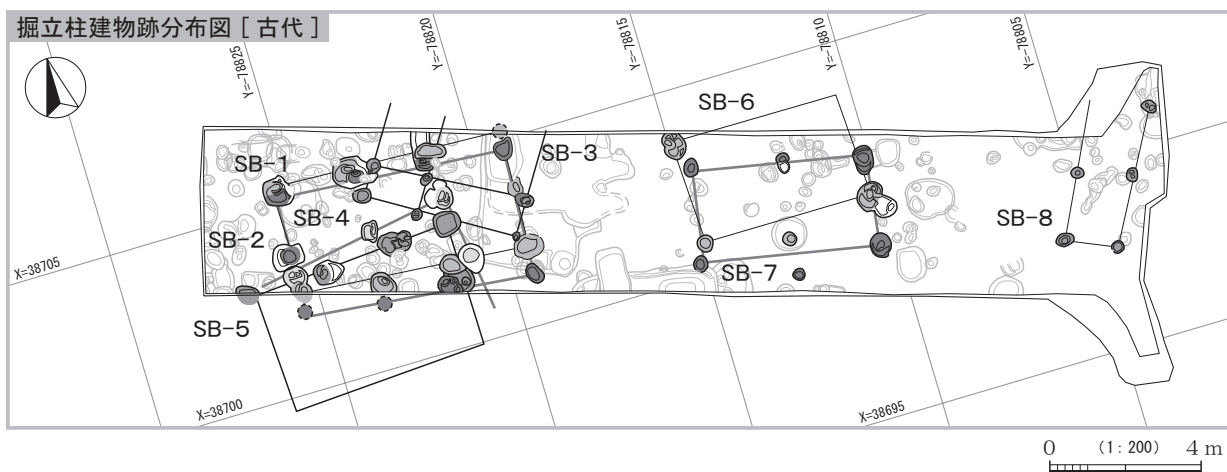 掘立柱建物跡分布図 [ 古代 ]
Y=-78825
Y=-78820
Y=-78815
Y=-78810
Y=-78805
SB-6
SB-1
SB-3
SB-4
SB-2
SB-8
X=38705
SB-7
SB-5
X=38700
X=38695
0 (1：200) 4 m